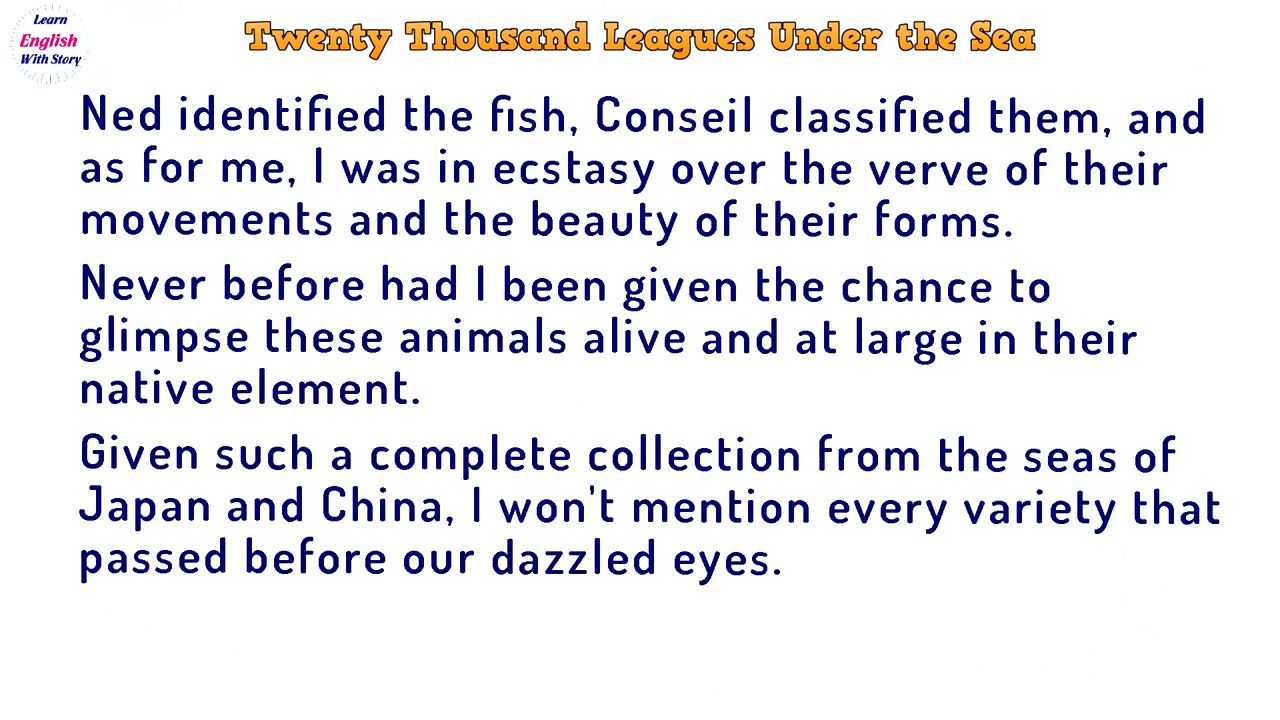 Learn
English
With Story
Twenty Thousand Leagues Under the Sea
Ned identified the fish, Conseil classified them, and
as for me, I was in ecstasy over the verve of their
movements and the beauty of their forms.
Never before had I been given the chance to
glimpse these animals alive and at large in their
native element.
Given such a complete collection from the seas of
Japan and China, I won't mention every variety that
passed before our dazzled eyes.